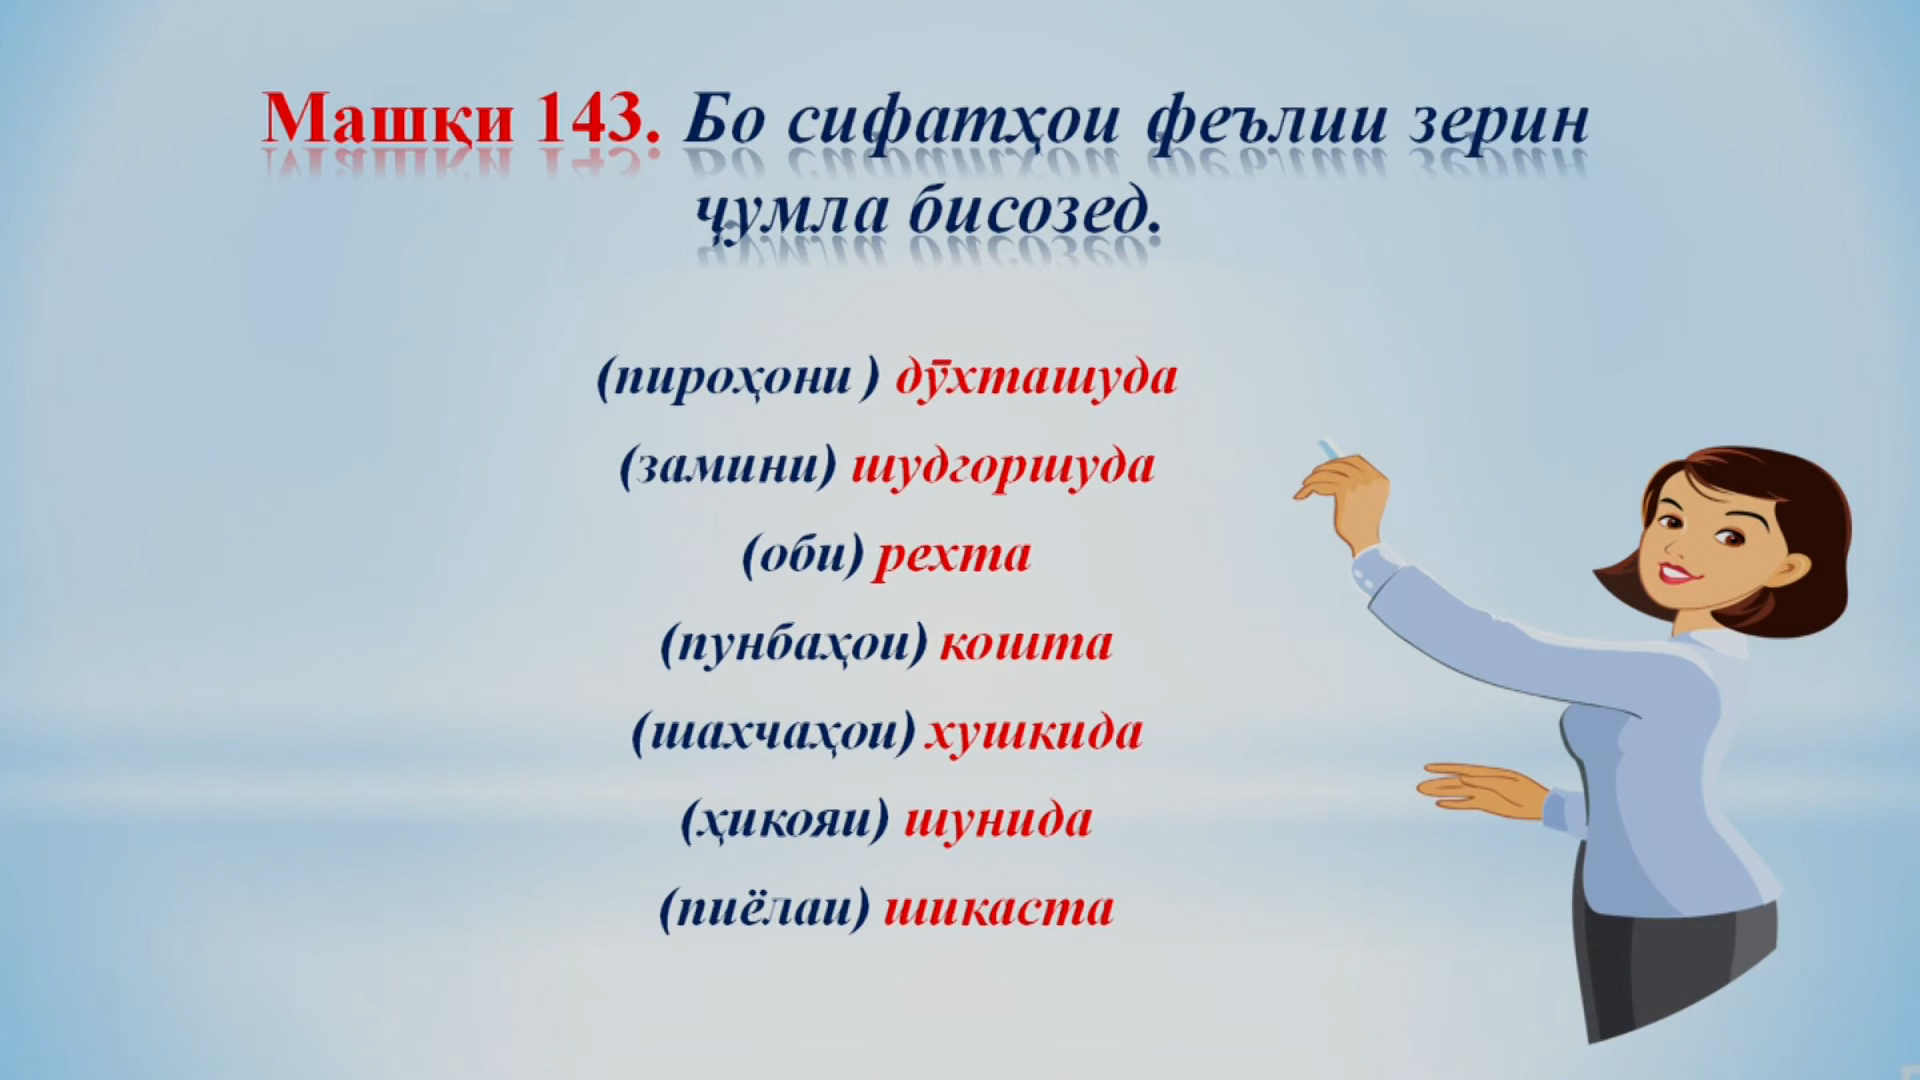 Машқи 143. Бо сифатҳои феълии зерин
ҷумла бисозед.
(пироҳони ) дӯхташуда
(замини) шудгоршуда
(оби) рехта
(пунбаҳои) кошта
(шахчаҳои) хушкида
(ҳикояи) шунида
(пиёлаи) шикаста